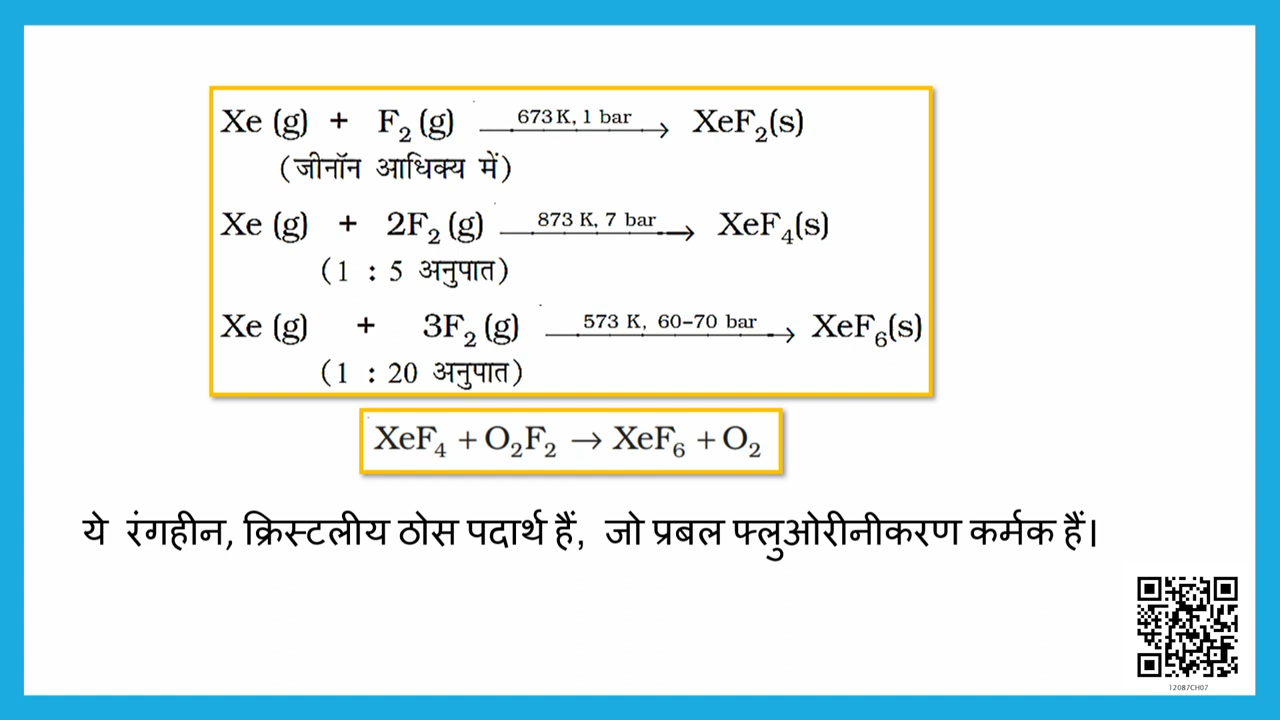 Xe (g) + F₂ (g) 673 K, 1 bar → XeF₂(s)
(जीनॉन आधिक्य में)
Xe (g) + 2F₂ (g) 873 K, 7 bar → XeF₄(s)
(1 : 5 अनुपात)
Xe (g) + 3F₂ (g) 573 K, 60–70 bar → XeF₆(s)
(1 : 20 अनुपात)
XeF₄ + O₂F₂ → XeF₆ + O₂
ये रंगहीन, क्रिस्टलीय ठोस पदार्थ हैं, जो प्रबल फ्लुओरीनीकरण कर्मक हैं।
12087CH07